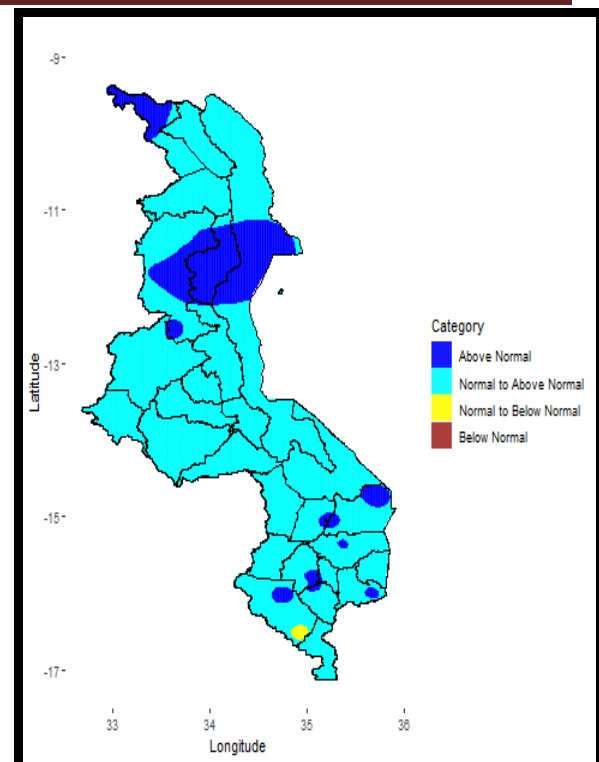 -9
-11
-13
-15
-17
Latitude
33
34
35
36
Longitude
Category
Above Normal
Normal to Above Normal
Normal to Below Normal
Below Normal